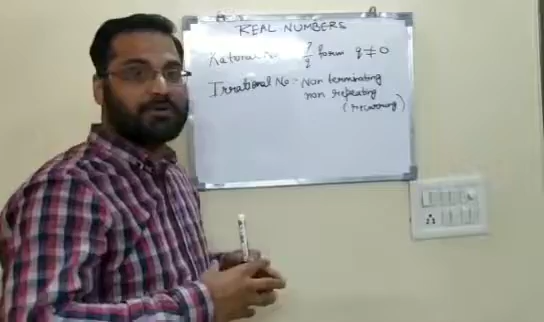 REAL NUMBERS
Rational No p/q form q ≠ 0
Irrational No - Non terminating
non repeating
(recurring)